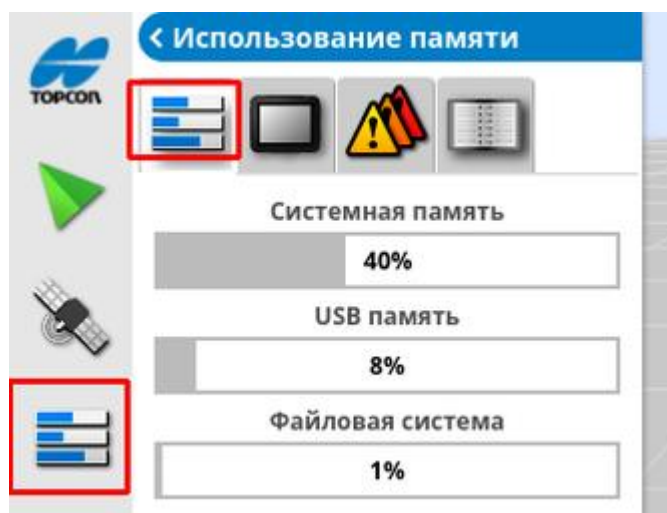 < Использование памяти
TOPCON
Системная память
40%
USB память
8%
Файловая система
1%